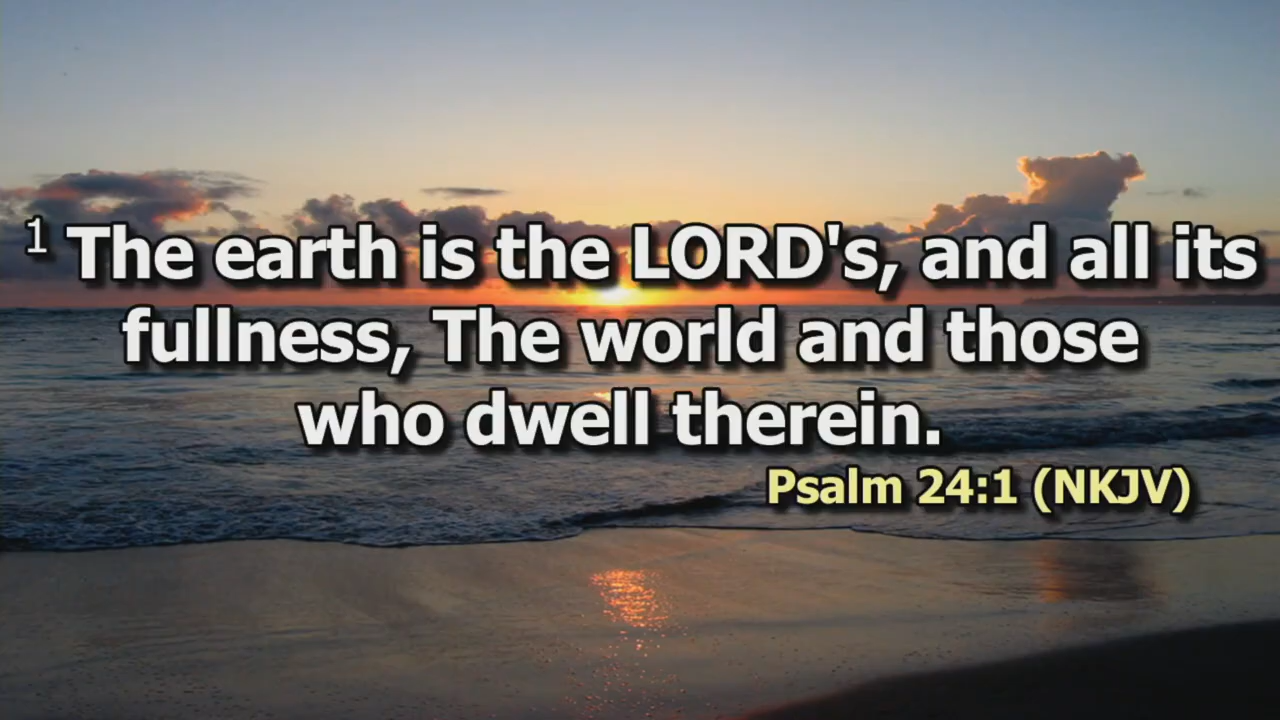 1 The earth is the LORD's, and all its
fullness, The world and those
who dwell therein.
Psalm 24:1 (NKJV)